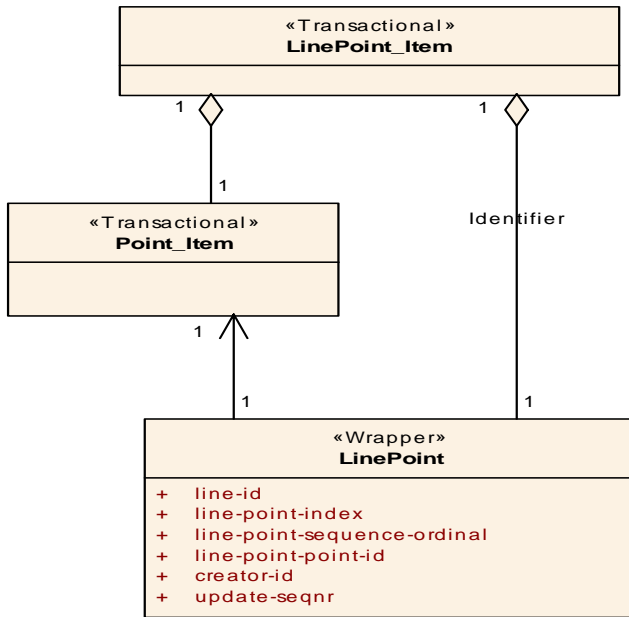 «Transactional»
LinePoint_Item
1
1
1
«Transactional»
Point_Item
Identifier
1
1
1
«Wrapper»
LinePoint
+ line-id
+ line-point-index
+ line-point-sequence-ordinal
+ line-point-point-id
+ creator-id
+ update-seqnr